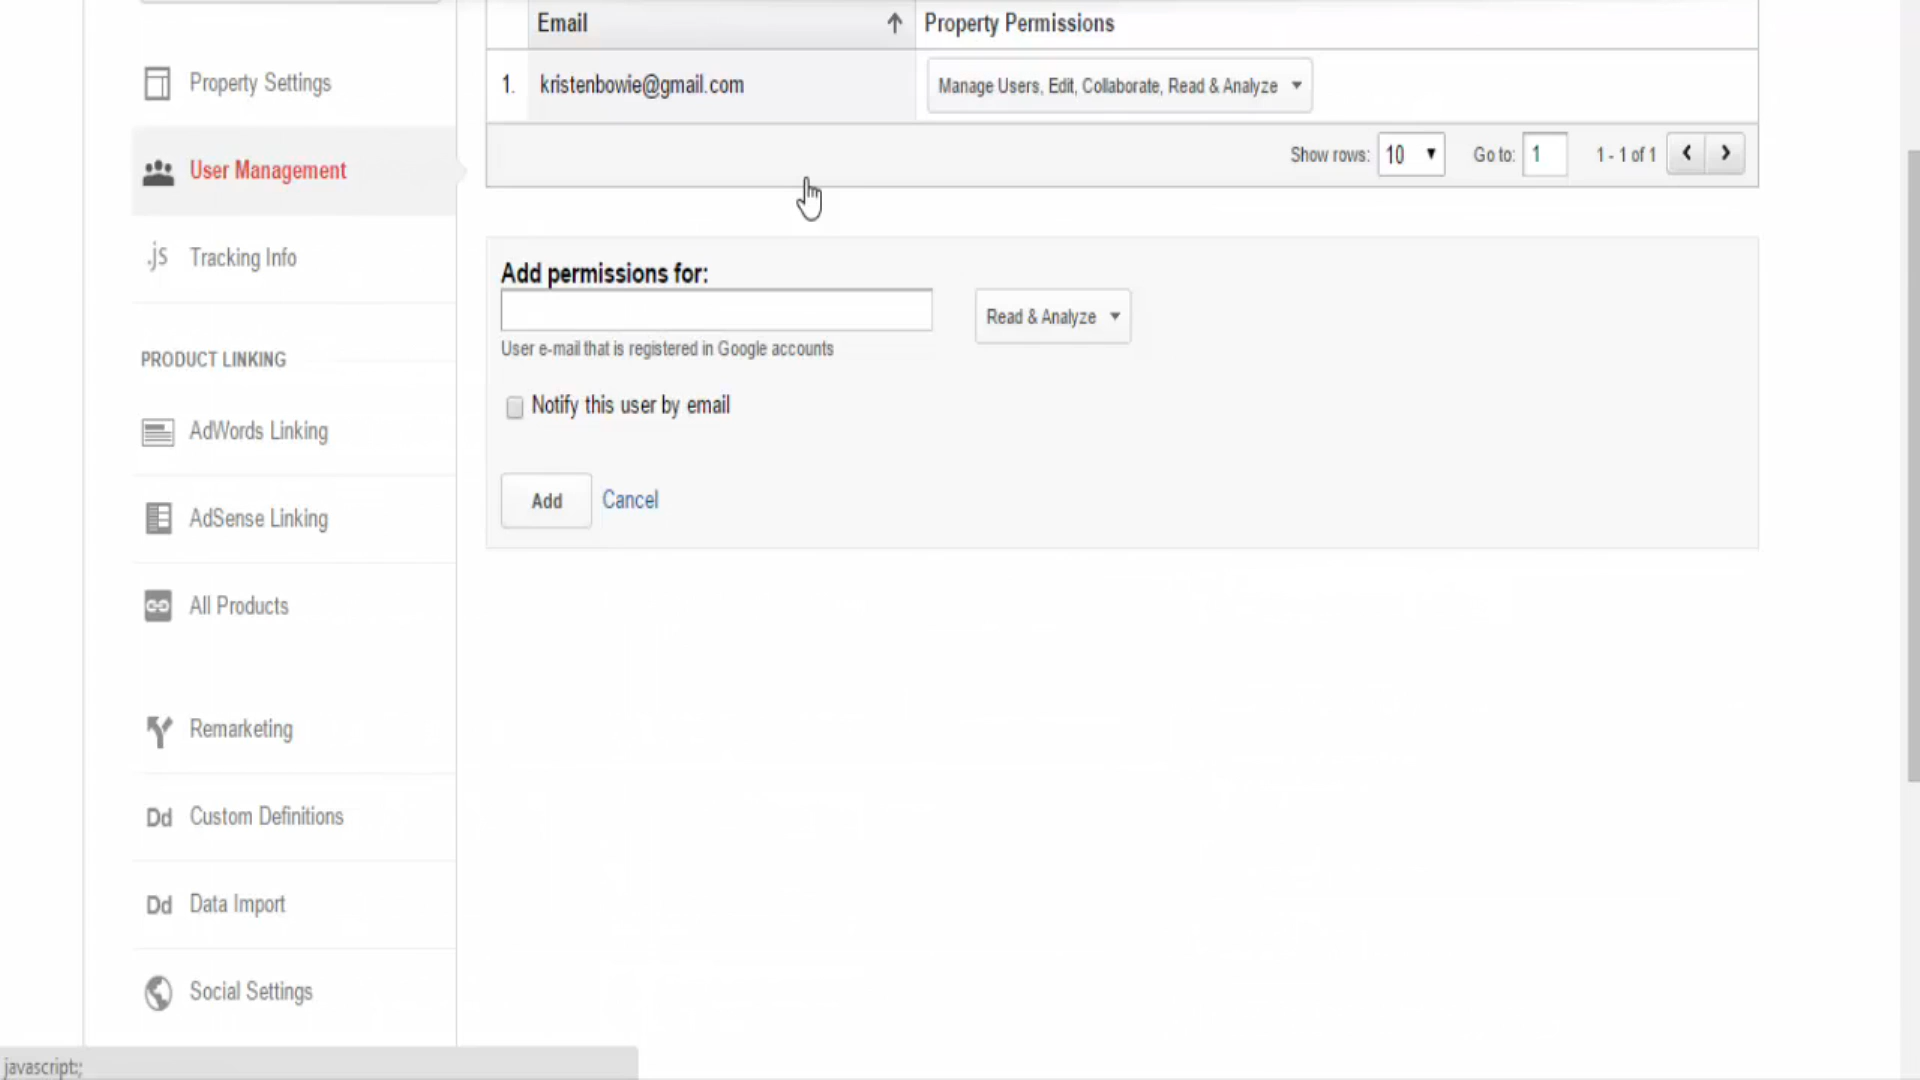 Email
Property Permissions
Property Settings
1. kristenbowie@gmail.com
Manage Users, Edit, Collaborate, Read & Analyze
Show rows: 10 Go to: 1 1 - 1 of 1
User Management
Tracking Info
Add permissions for:
Read & Analyze
User e-mail that is registered in Google accounts
Notify this user by email
Add Cancel
PRODUCT LINKING
AdWords Linking
AdSense Linking
All Products
Remarketing
Dd Custom Definitions
Dd Data Import
Social Settings
.js
javascript:;